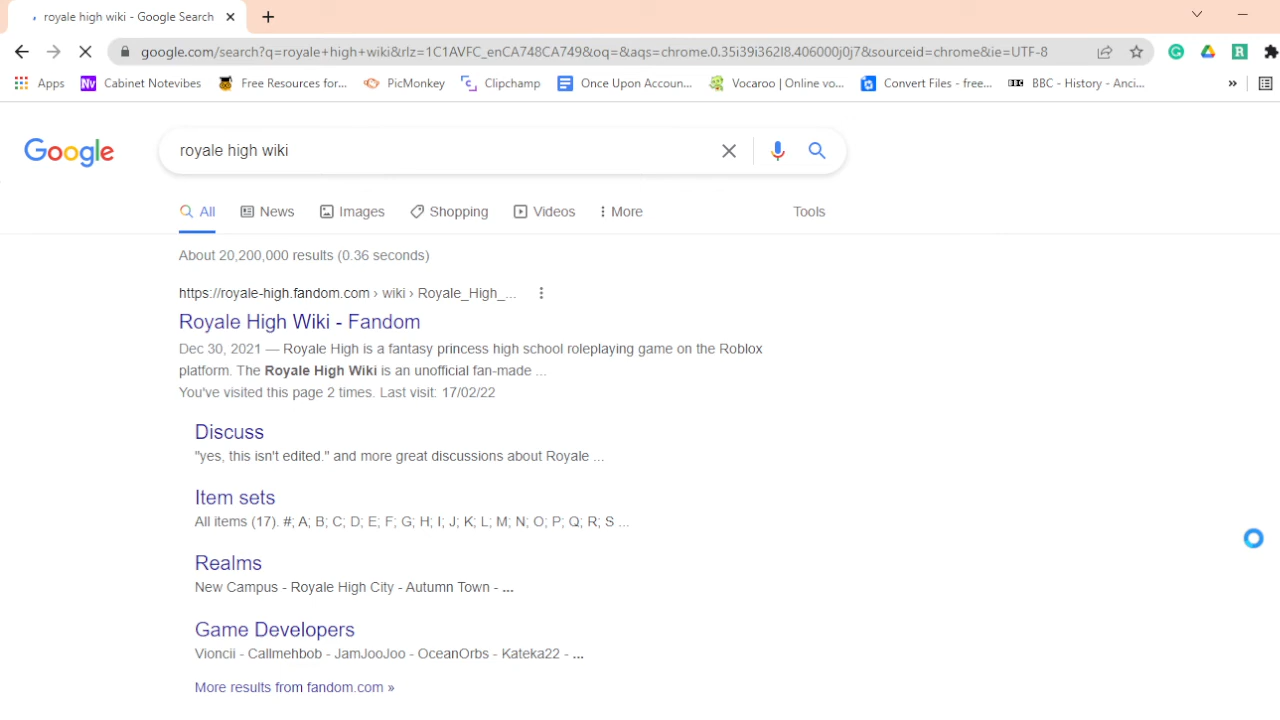 royale high wiki - Google Search
google.com/search?q=royale+high+wiki&rlz=1C1AVFC_enCA748CA749&oq=&aqs=chrome.0.35i39i362l8.406000j0j7&sourceid=chrome&ie=UTF-8
Apps Nv Cabinet Notevibes Free Resources for... PicMonkey Clipchamp Once Upon Accoun... Vocaroo | Online vo... Convert Files - free... BBC BBC - History - Anci... »
Google royale high wiki
All News Images Shopping Videos More Tools
About 20,200,000 results (0.36 seconds)
https://royale-high.fandom.com › wiki › Royale_High_...
Royale High Wiki - Fandom
Dec 30, 2021 — Royale High is a fantasy princess high school roleplaying game on the Roblox
platform. The Royale High Wiki is an unofficial fan-made ...
You've visited this page 2 times. Last visit: 17/02/22
Discuss
"yes, this isn't edited." and more great discussions about Royale ...
Item sets
All items (17). #; A; B; C; D; E; F; G; H; I; J; K; L; M; N; O; P; Q; R; S ...
Realms
New Campus - Royale High City - Autumn Town - ...
Game Developers
Vioncii - Callmehbob - JamJooJoo - OceanOrbs - Kateka22 - ...
More results from fandom.com »